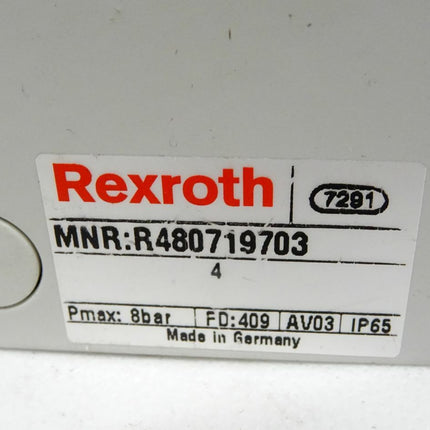 Rexroth 7291
MNR:R480719703
4
Pmax: 8bar FD:409 AV03 IP65
Made in Germany